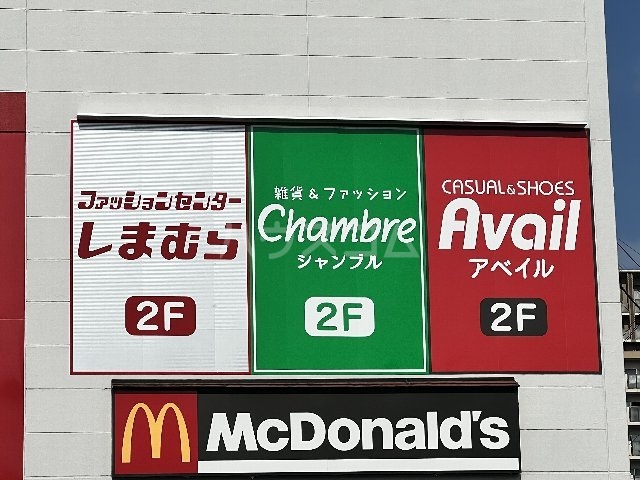 ファッションセンター
しまむら
2F
雑貨&ファッション
Chambre
シャンブル
2F
CASUAL&SHOES
Avail
アベイル
2F
McDonald's